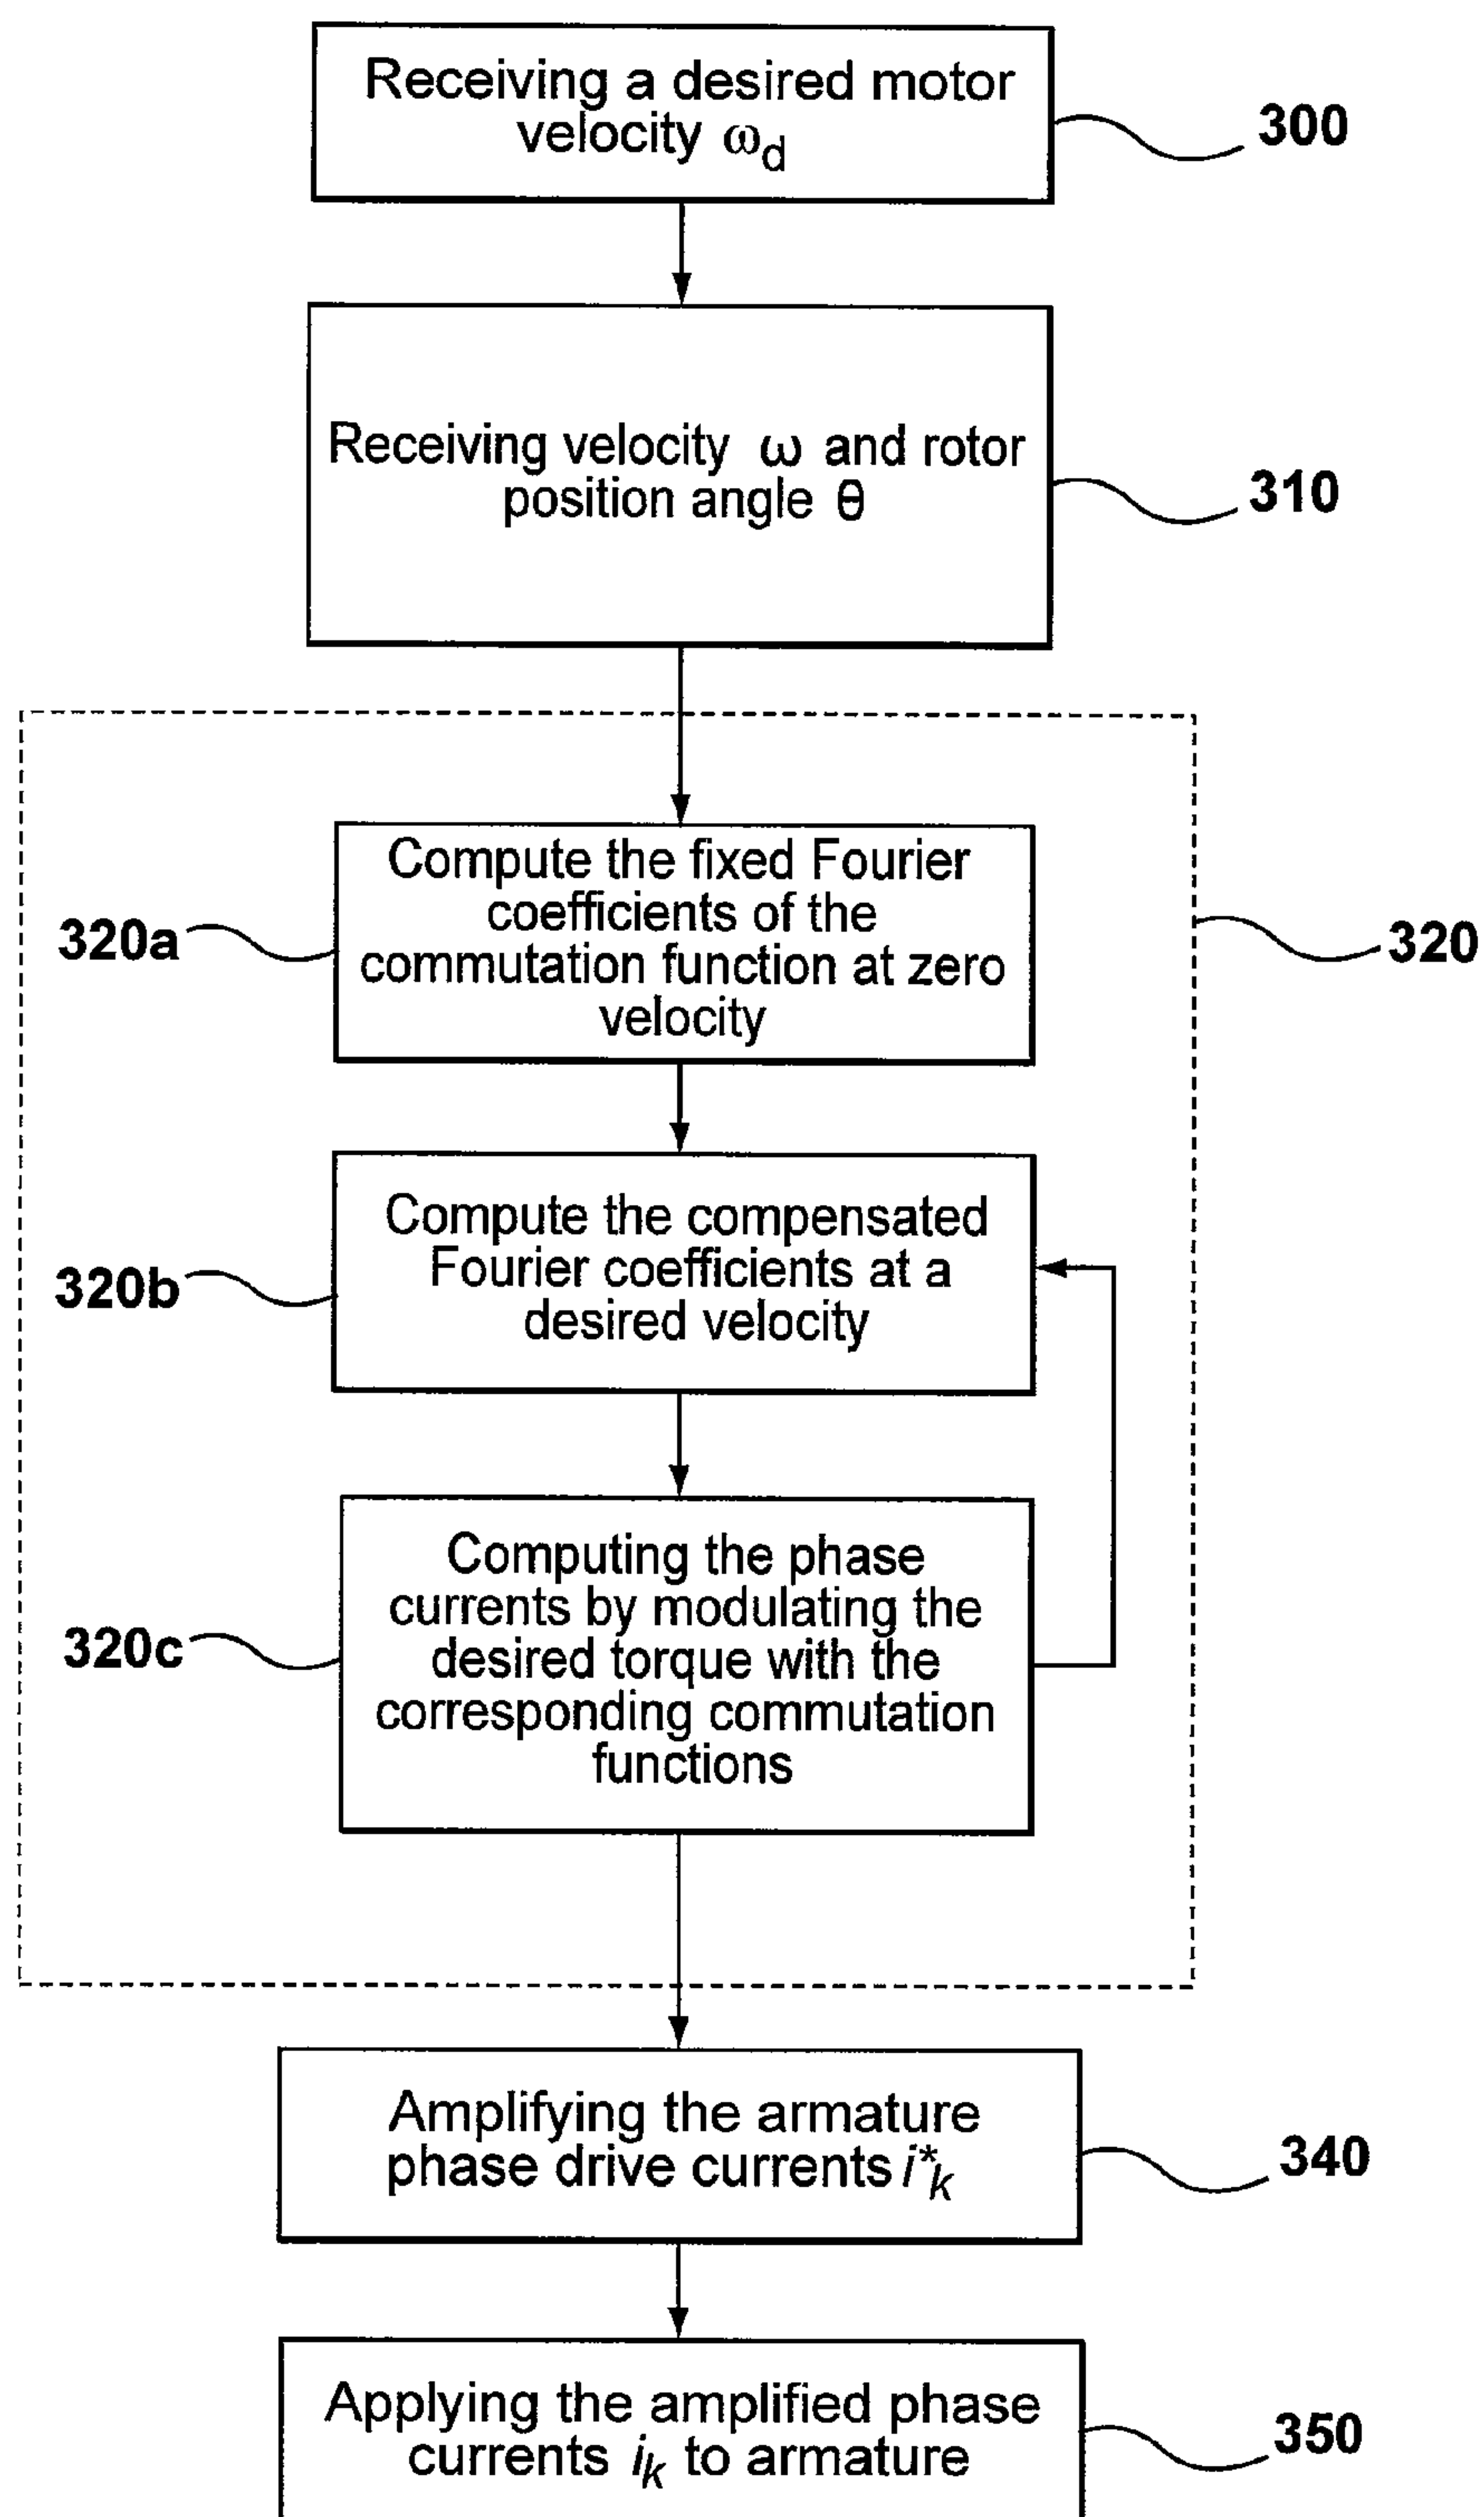 Receiving a desired motor
velocity ω_d
300
Receiving velocity ω and rotor
position angle θ
310
Compute the fixed Fourier
coefficients of the
commutation function at zero
velocity
320a
320
Compute the compensated
Fourier coefficients at a
desired velocity
320b
Computing the phase
currents by modulating the
desired torque with the
corresponding commutation
functions
320c
Amplifying the armature
phase drive currents i*_k
340
Applying the amplified phase
currents i_k to armature
350